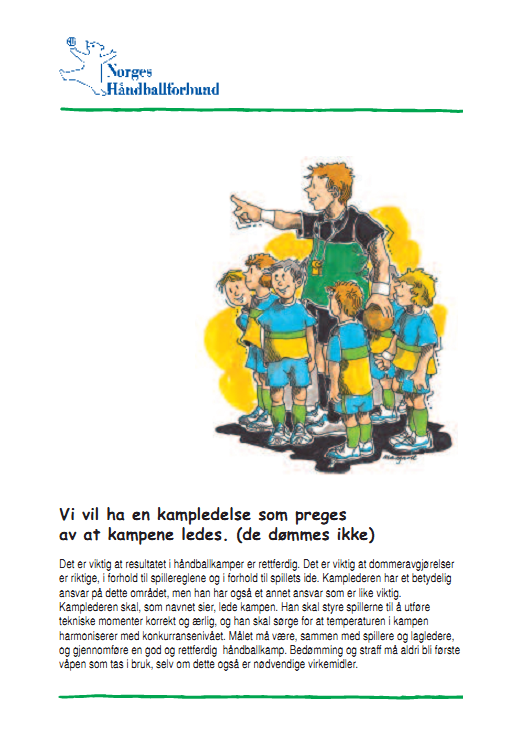 Norges
Håndballforbund
Vi vil ha en kampledelse som preges
av at kampene ledes. (de dømmes ikke)
Det er viktig at resultatet i håndballkamper er rettferdig. Det er viktig at dommeravgjørelser
er riktige, i forhold til spillereglene og i forhold til spillets ide. Kamplederen har et betydelig
ansvar på dette området, men han har også et annet ansvar som er like viktig.
Kamplederen skal, som navnet sier, lede kampen. Han skal styre spillerne til å utføre
tekniske momenter korrekt og ærlig, og han skal sørge for at temperaturen i kampen
harmoniserer med konkurransenivået. Målet må være, sammen med spillere og lagledere,
og gjennomføre en god og rettferdig håndballkamp. Bedømming og straff må aldri bli første
våpen som tas i bruk, selv om dette også er nødvendige virkemidler.